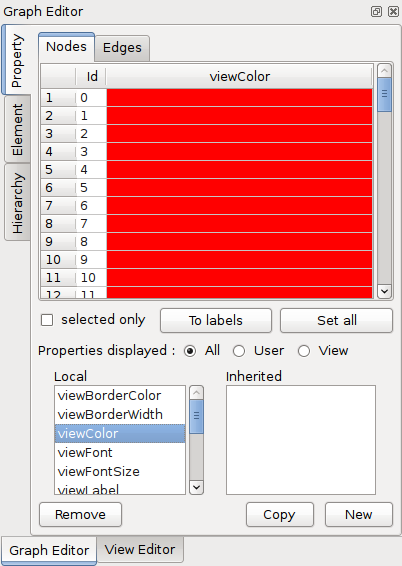 Graph Editor
Property
Element
Hierarchy
Nodes Edges
Id viewColor
1 0
2 1
3 2
4 3
5 4
6 5
7 6
8 7
9 8
10 9
11 10
12 11
selected only To labels Set all
Properties displayed : All User View
Local Inherited
viewBorderColor
viewBorderWidth
viewColor
viewFont
viewFontSize
viewLabel
Remove Copy New
Graph Editor View Editor